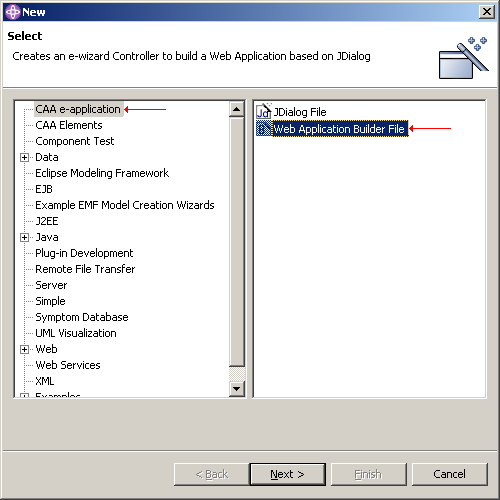 New
Select
Creates an e-wizard Controller to build a Web Application based on JDialog
CAA e-application
CAA Elements
Component Test
Data
Eclipse Modeling Framework
EJB
Example EMF Model Creation Wizards
J2EE
Java
Plug-in Development
Remote File Transfer
Server
Simple
Symptom Database
UML Visualization
Web
Web Services
XML
Examples
JDialog File
Web Application Builder File
< Back
Next >
Finish
Cancel